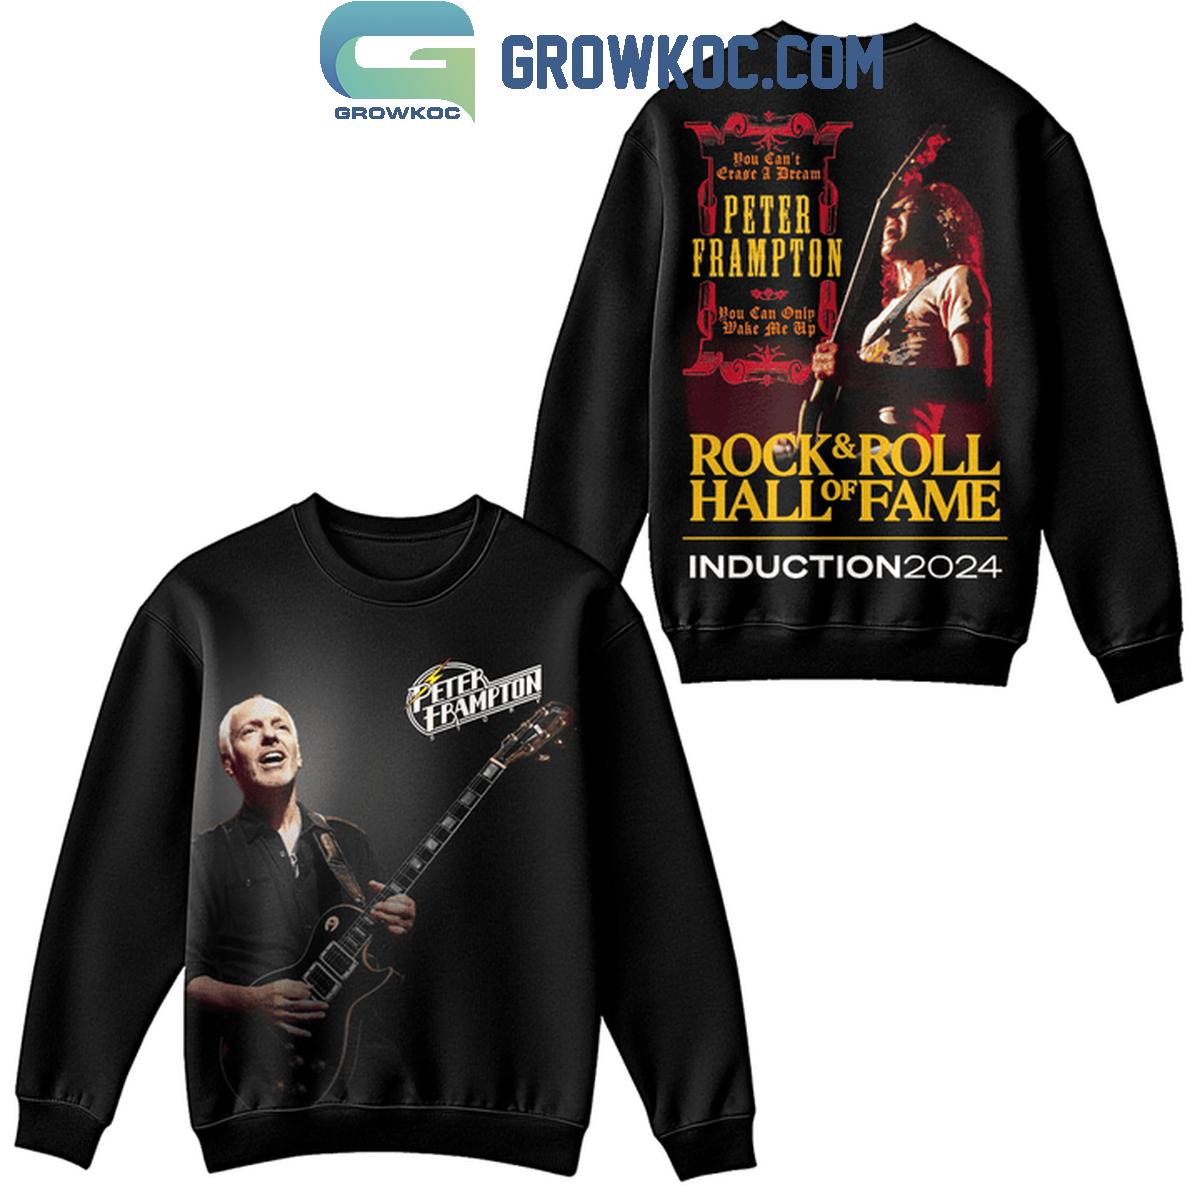 GROWKOC
GROWKOC.COM
You Can't
Erase A Dream
PETER
FRAMPTON
You Can Only
Wake Me Up
ROCK & ROLL
HALL OF FAME
INDUCTION2024
PETER
FRAMPTON